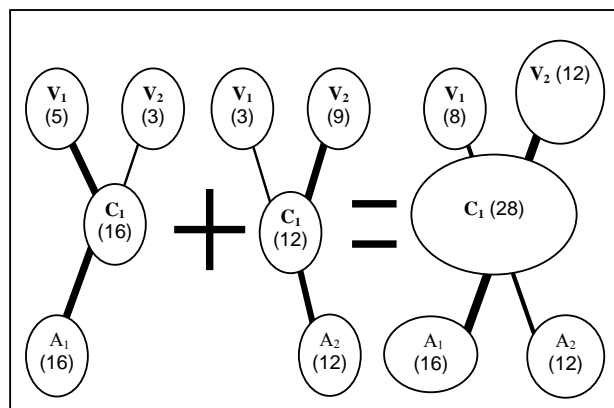 V₁
(5)
V₂
(3)
C₁
(16)
A₁
(16)
+
V₁
(3)
V₂
(9)
C₁
(12)
A₂
(12)
=
V₁
(8)
V₂ (12)
C₁ (28)
A₁
(16)
A₂
(12)